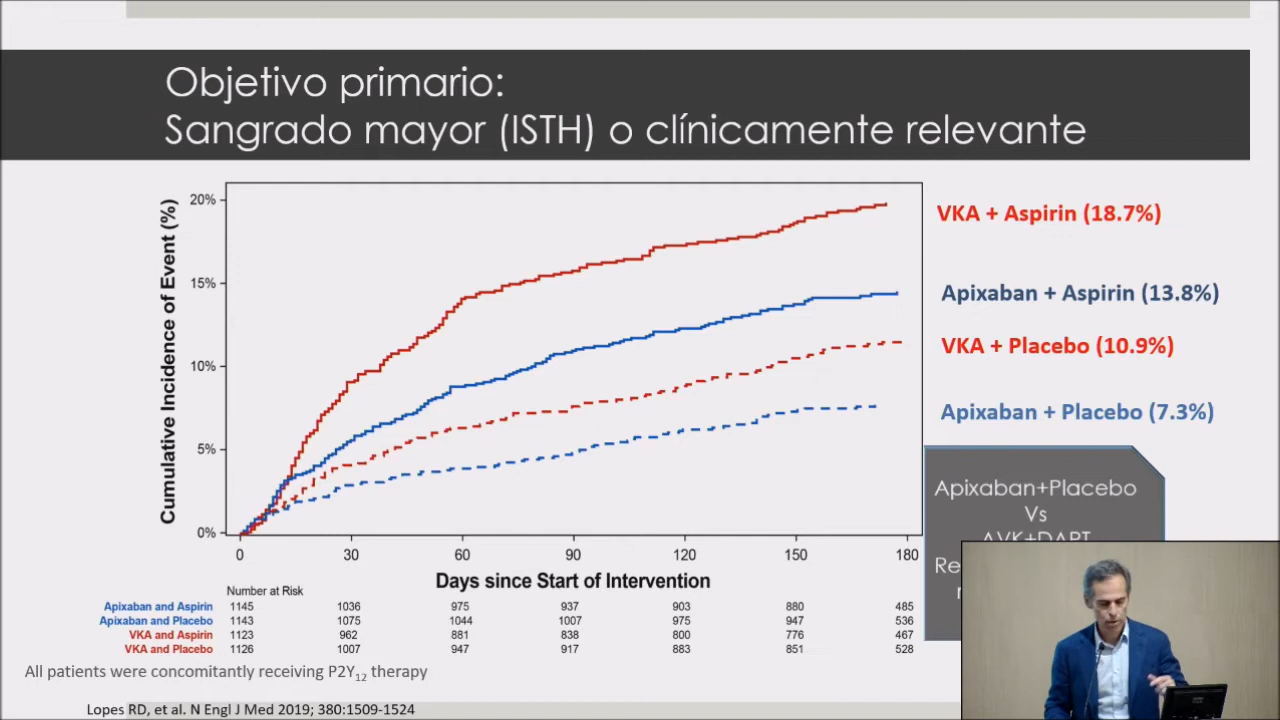 Objetivo primario:
Sangrado mayor (ISTH) o clínicamente relevante
Cumulative Incidence of Event (%)
20%
15%
10%
5%
0%
0 30 60 90 120 150 180
Days since Start of Intervention
VKA + Aspirin (18.7%)
Apixaban + Aspirin (13.8%)
VKA + Placebo (10.9%)
Apixaban + Placebo (7.3%)
Apixaban+Placebo
Vs
AVK+DAPT
Number at Risk
Apixaban and Aspirin 1145 1036 975 937 903 880 485
Apixaban and Placebo 1143 1075 1044 1007 975 947 536
VKA and Aspirin 1123 962 881 838 800 776 467
VKA and Placebo 1126 1007 947 917 883 851 528
All patients were concomitantly receiving P2Y12 therapy
Lopes RD, et al. N Engl J Med 2019; 380:1509-1524